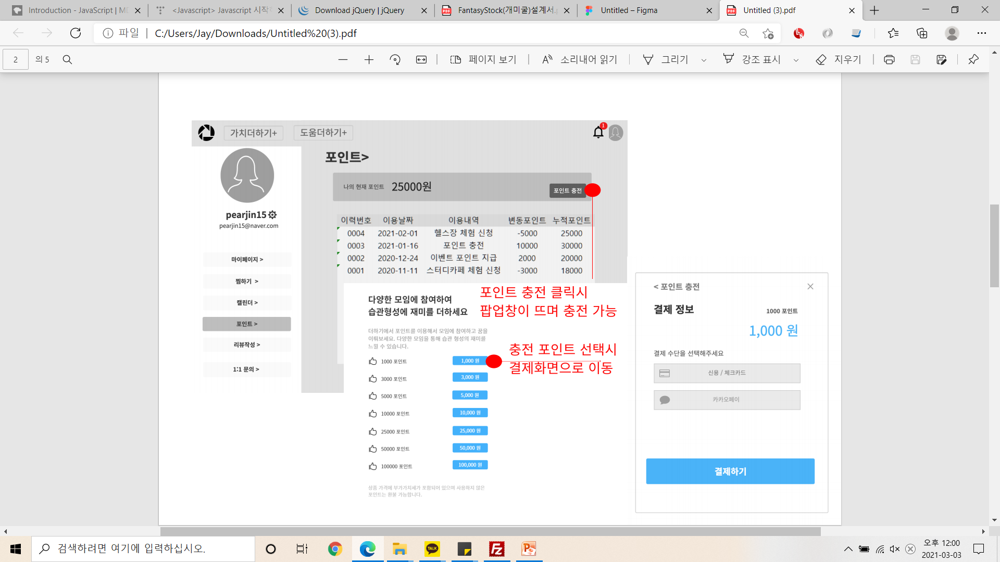 Introduction - JavaScript | M
<Javascript> Javascript 시작
Download jQuery | jQuery
FantasyStock(개미굴)설계서.
Untitled – Figma
Untitled (3).pdf
파일
C:/Users/Jay/Downloads/Untitled%20(3).pdf
2
의 5
페이지 보기
소리내어 읽기
그리기
강조 표시
지우기
가치더하기+
도움더하기+
1
pearjin15
pearjin15@naver.com
마이페이지 >
찜하기 >
캘린더 >
포인트 >
리뷰작성 >
1:1 문의 >
포인트>
나의 현재 포인트 25000원
포인트 충전
이력번호 이용날짜 이용내역 변동포인트 누적포인트
0004 2021-02-01 헬스장 체험 신청 -5000 25000
0003 2021-01-16 포인트 충전 10000 30000
0002 2020-12-24 이벤트 포인트 지급 2000 20000
0001 2020-11-11 스터디카페 체험 신청 -3000 18000
포인트 충전 클릭시
팝업창이 뜨며 충전 가능
다양한 모임에 참여하여
습관형성에 재미를 더하세요
더하기에서 포인트를 이용해서 모임에 참여하고 꿈을
이뤄보세요. 다양한 모임을 통해 습관 형성의 재미를
느낄 수 있습니다.
충전 포인트 선택시
결제화면으로 이동
1000 포인트 1,000 원
3000 포인트 3,000 원
5000 포인트 5,000 원
10000 포인트 10,000 원
25000 포인트 25,000 원
50000 포인트 50,000 원
100000 포인트 100,000 원
상품 가격에 부가가치세가 포함되어 있으며 사용하지 않은
포인트는 환불 가능합니다.
< 포인트 충전
결제 정보
1000 포인트
1,000 원
결제 수단을 선택해주세요
신용 / 체크카드
카카오페이
결제하기
검색하려면 여기에 입력하십시오.
TALK
오후 12:00
2021-03-03